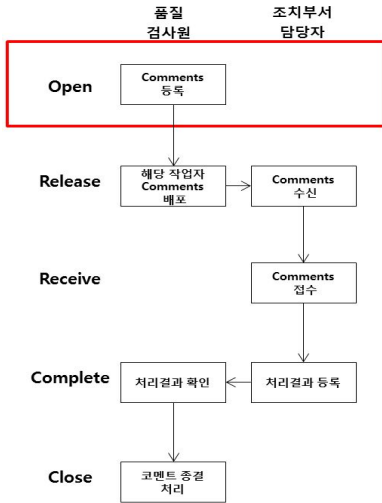 품질
검사원
조치부서
담당자
Open
Comments
등록
Release
해당 작업자
Comments
배포
Comments
수신
Receive
Comments
접수
Complete
처리결과 확인
처리결과 등록
Close
코멘트 종결
처리